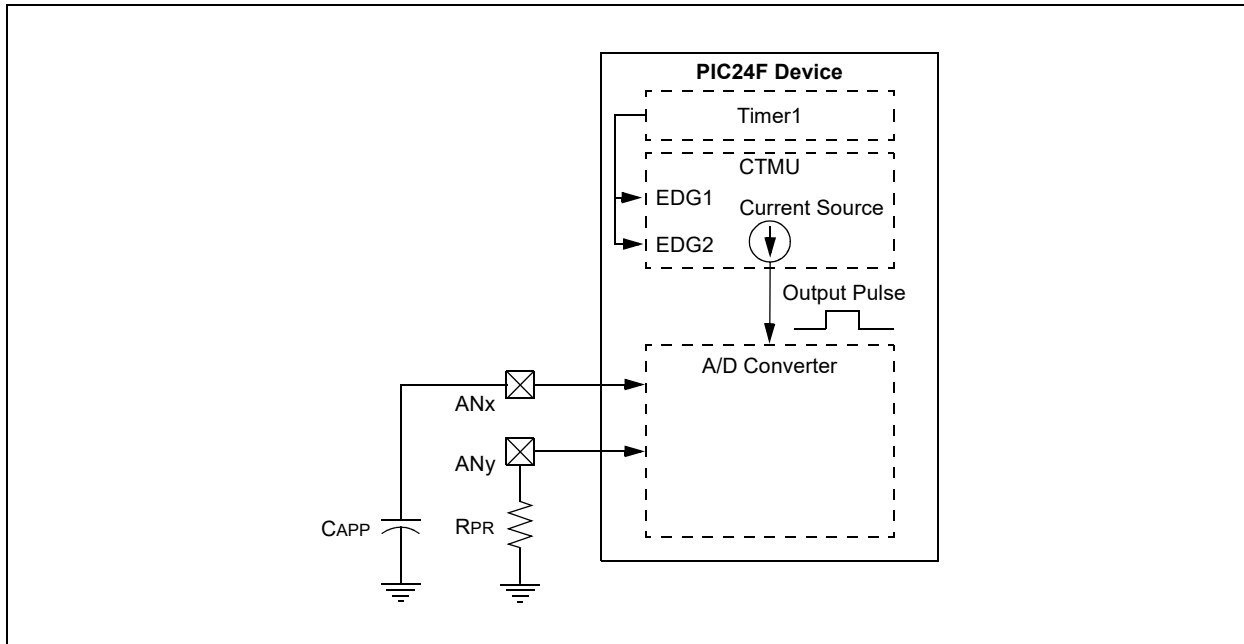 PIC24F Device
Timer1
CTMU
EDG1
Current Source
EDG2
Output Pulse
A/D Converter
ANx
ANy
CAPP
RPR